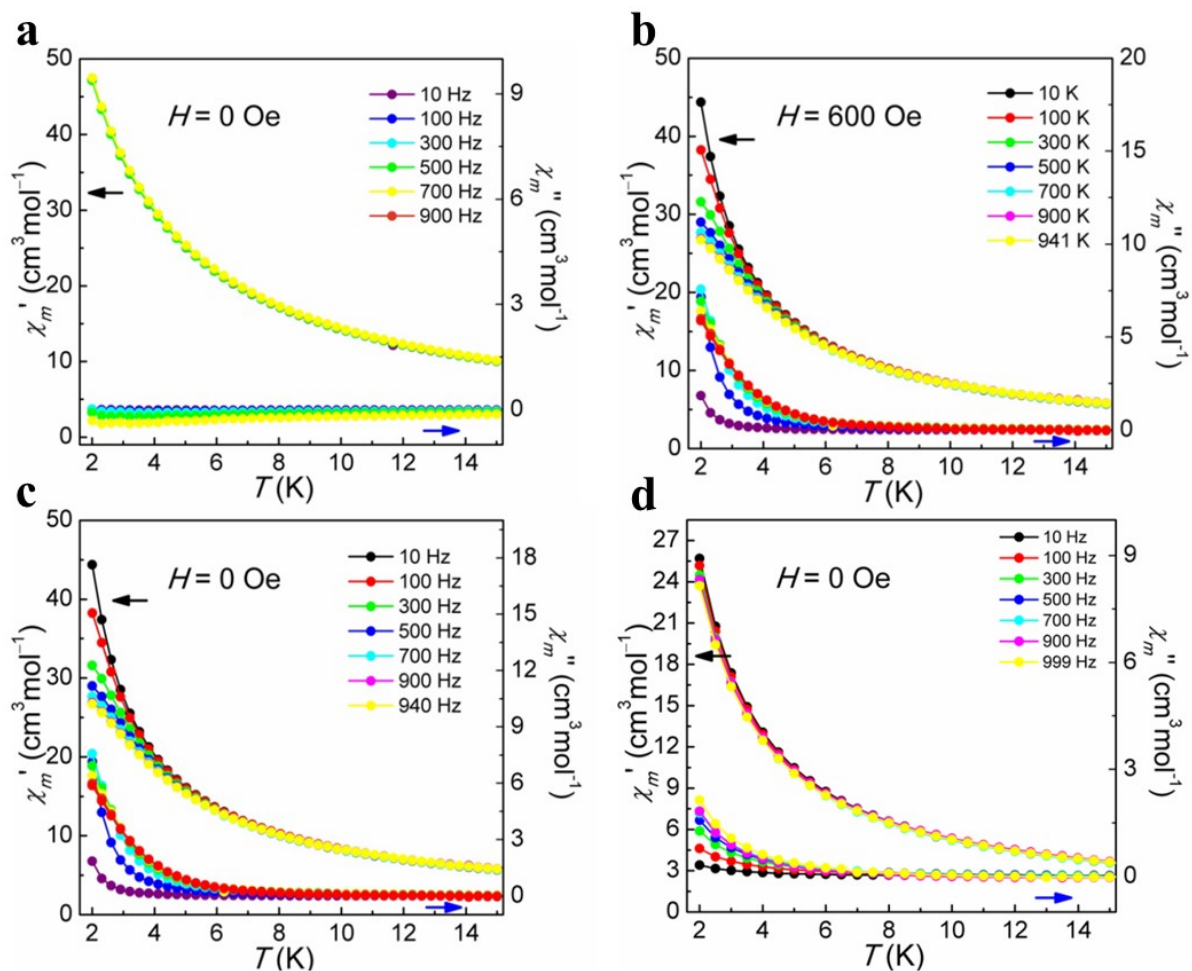 a
50
40
30
20
10
0
χm' (cm³mol⁻¹)
H = 0 Oe
10 Hz
100 Hz
300 Hz
500 Hz
700 Hz
900 Hz
9
6
3
0
χm'' (cm³mol⁻¹)
2 4 6 8 10 12 14
T (K)
b
50
40
30
20
10
0
χm' (cm³mol⁻¹)
H = 600 Oe
10 K
100 K
300 K
500 K
700 K
900 K
941 K
20
15
10
5
0
χm'' (cm³mol⁻¹)
2 4 6 8 10 12 14
T (K)
c
50
40
30
20
10
0
χm' (cm³mol⁻¹)
H = 0 Oe
10 Hz
100 Hz
300 Hz
500 Hz
700 Hz
900 Hz
940 Hz
18
15
12
9
6
3
0
χm'' (cm³mol⁻¹)
2 4 6 8 10 12 14
T (K)
d
27
24
21
18
15
12
9
6
3
0
χm' (cm³mol⁻¹)
H = 0 Oe
10 Hz
100 Hz
300 Hz
500 Hz
700 Hz
900 Hz
999 Hz
9
6
3
0
χm'' (cm³mol⁻¹)
2 4 6 8 10 12 14
T (K)